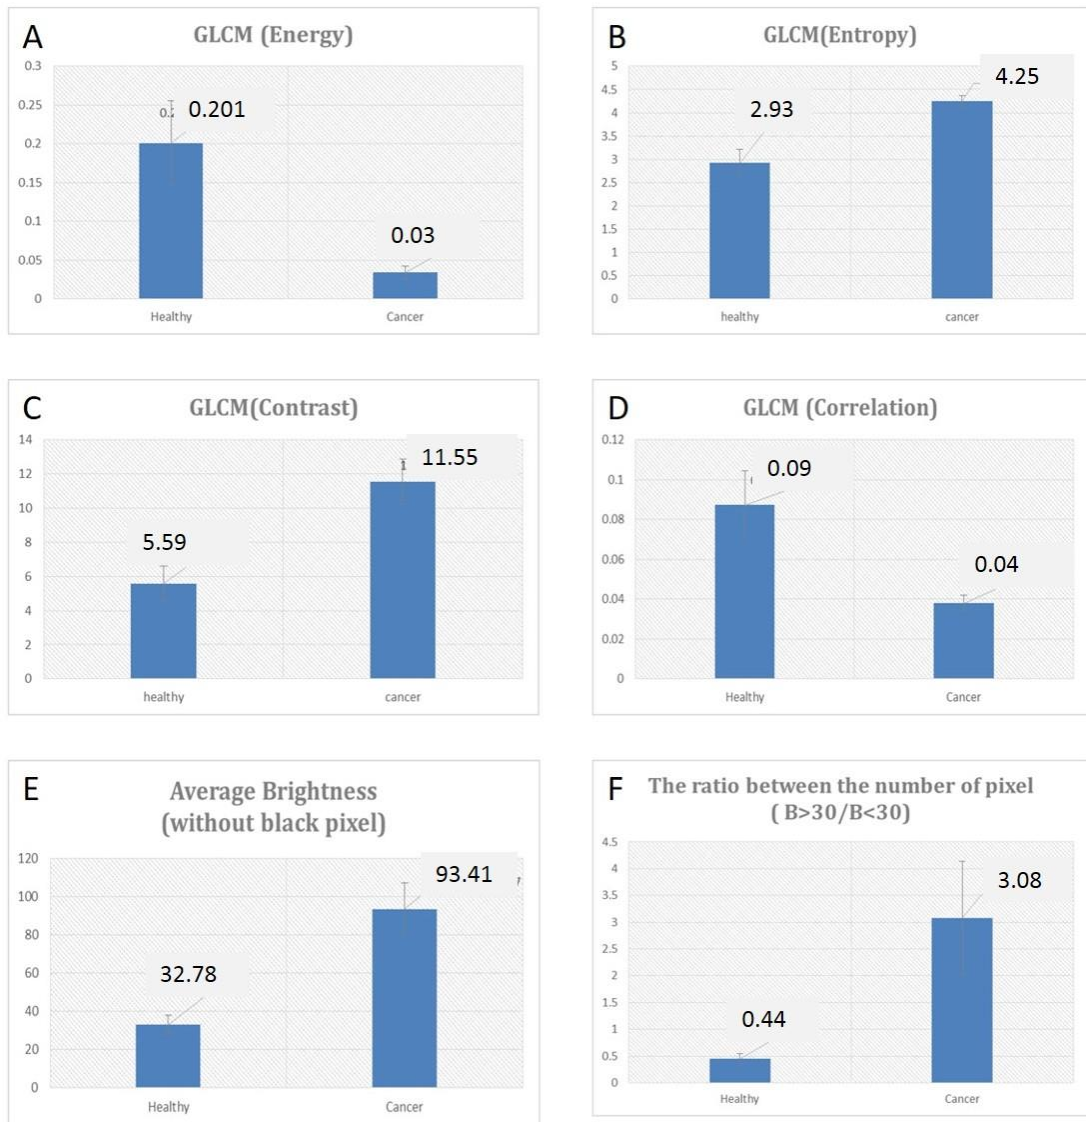 A
GLCM (Energy)
0.3
0.25
0.2
0.15
0.1
0.05
0
0.201
0.03
Healthy
Cancer
B
GLCM(Entropy)
5
4.5
4
3.5
3
2.5
2
1.5
1
0.5
0
2.93
4.25
healthy
cancer
C
GLCM(Contrast)
14
12
10
8
6
4
2
0
5.59
11.55
healthy
cancer
D
GLCM (Correlation)
0.12
0.1
0.08
0.06
0.04
0.02
0
0.09
0.04
Healthy
Cancer
E
Average Brightness
(without black pixel)
120
100
80
60
40
20
0
32.78
93.41
Healthy
Cancer
F
The ratio between the number of pixel
( B>30/B<30)
4.5
4
3.5
3
2.5
2
1.5
1
0.5
0
0.44
3.08
Healthy
Cancer